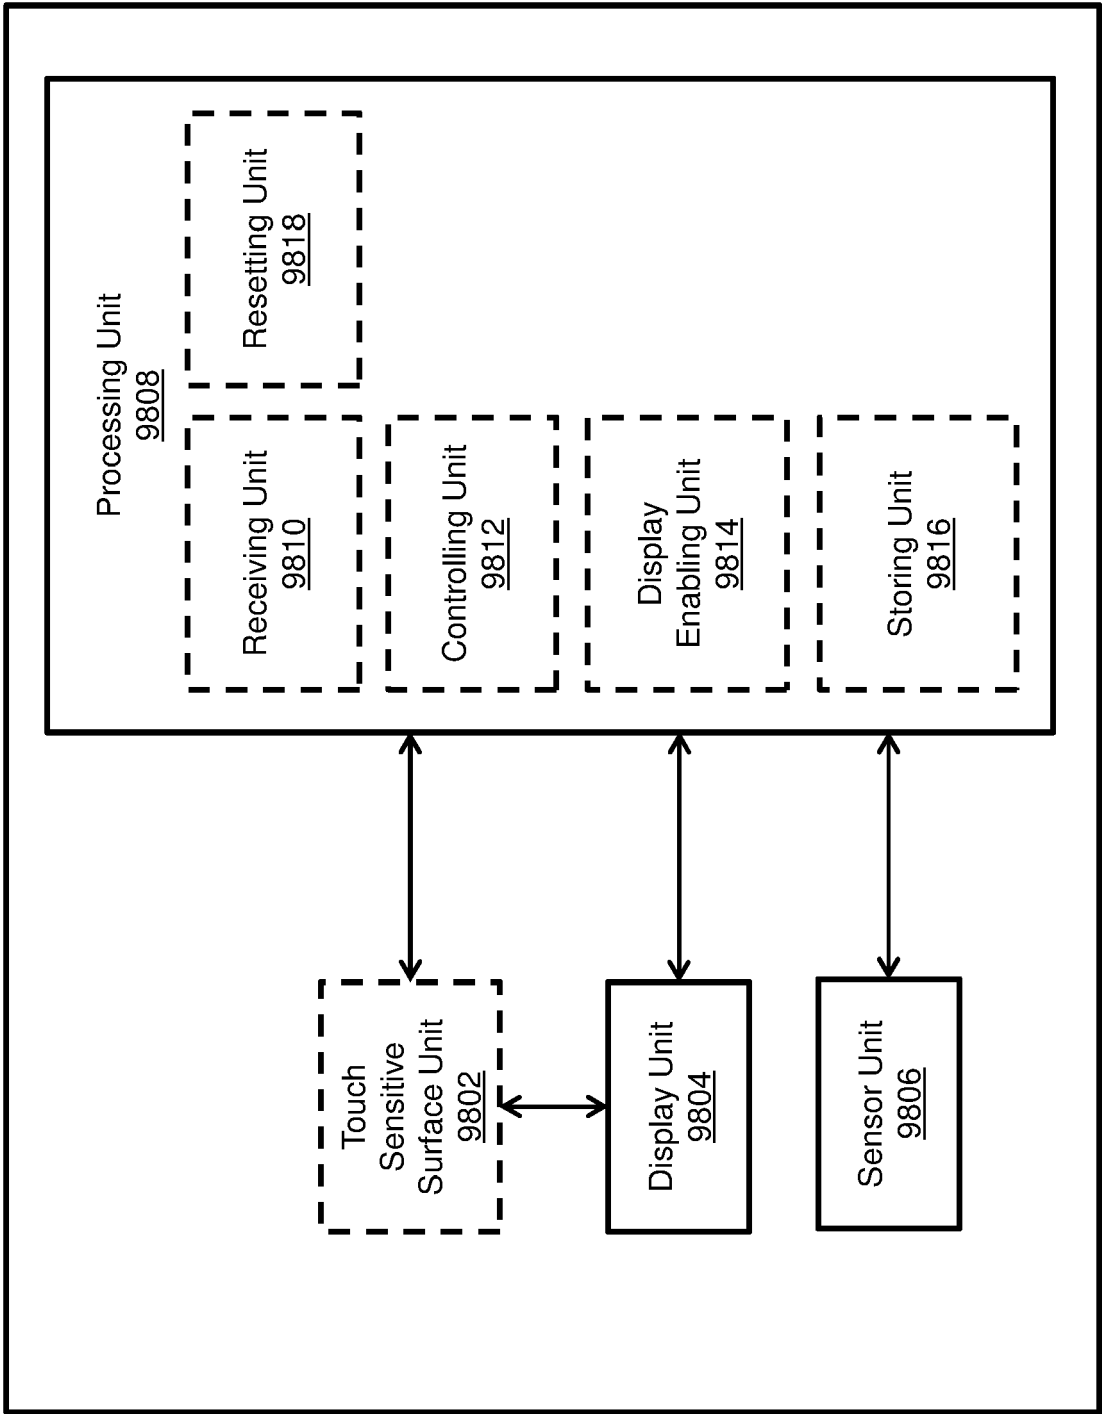 Processing Unit
9808
Receiving Unit
9810
Resetting Unit
9818
Controlling Unit
9812
Display
Enabling Unit
9814
Storing Unit
9816
Touch
Sensitive
Surface Unit
9802
Display Unit
9804
Sensor Unit
9806